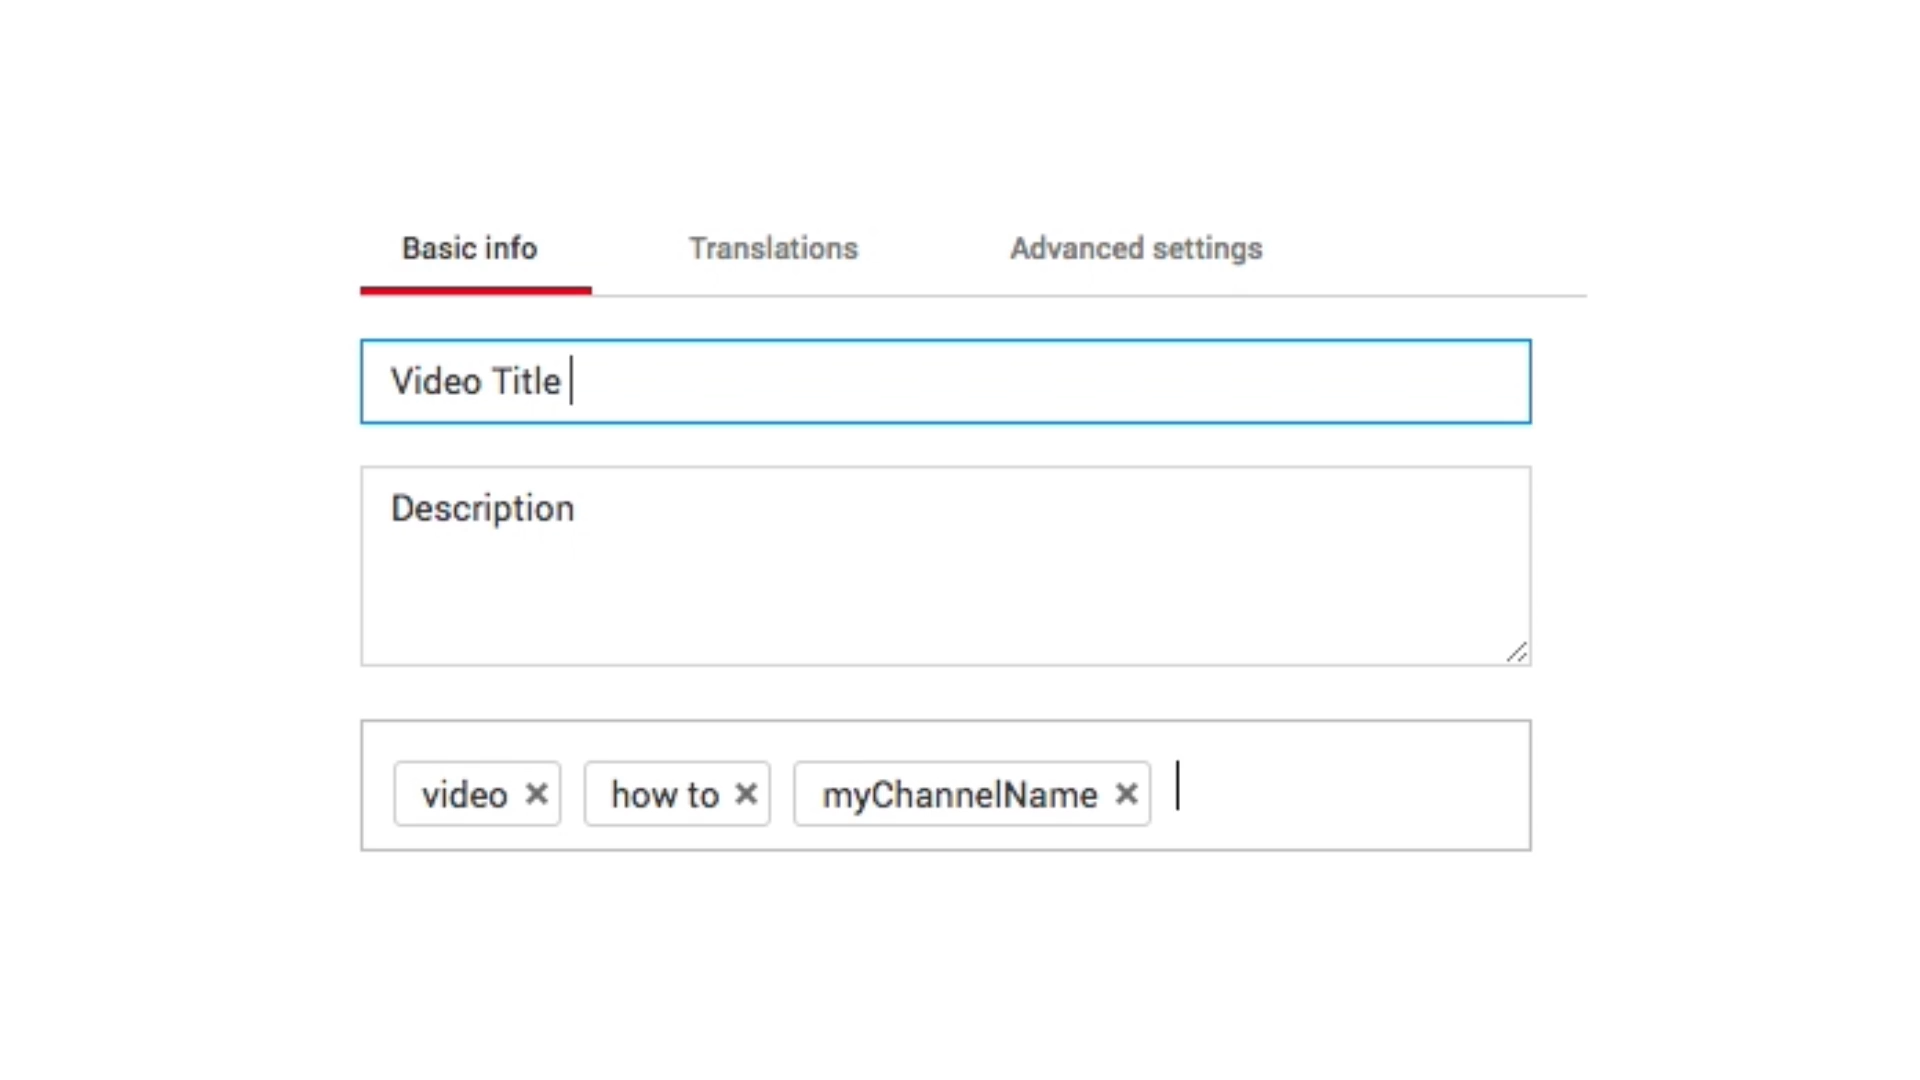 Basic info Translations Advanced settings
Video Title
Description
video × how to × myChannelName ×